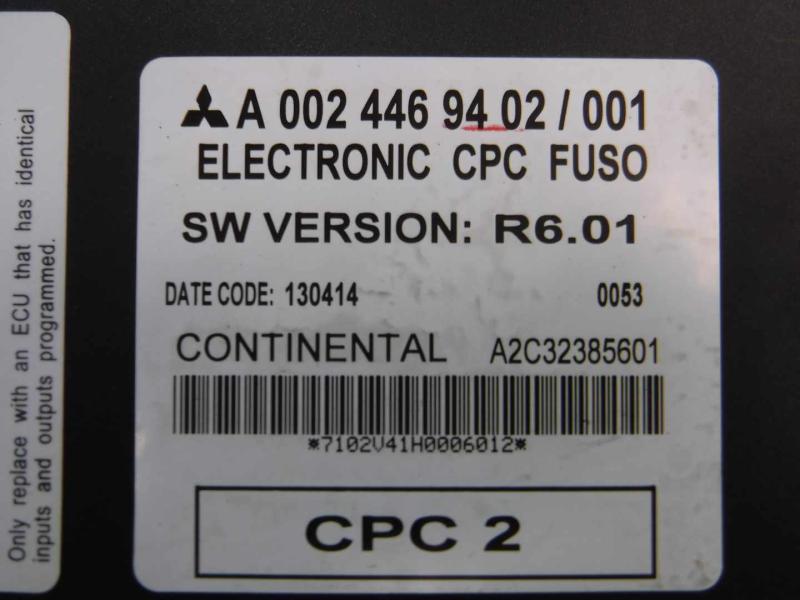 Only replace with an ECU that has identical
inputs and outputs programmed.
A 002 446 94 02 / 001
ELECTRONIC CPC FUSO
SW VERSION: R6.01
DATE CODE: 130414 0053
CONTINENTAL A2C32385601
*7102V41H0006012*
CPC 2